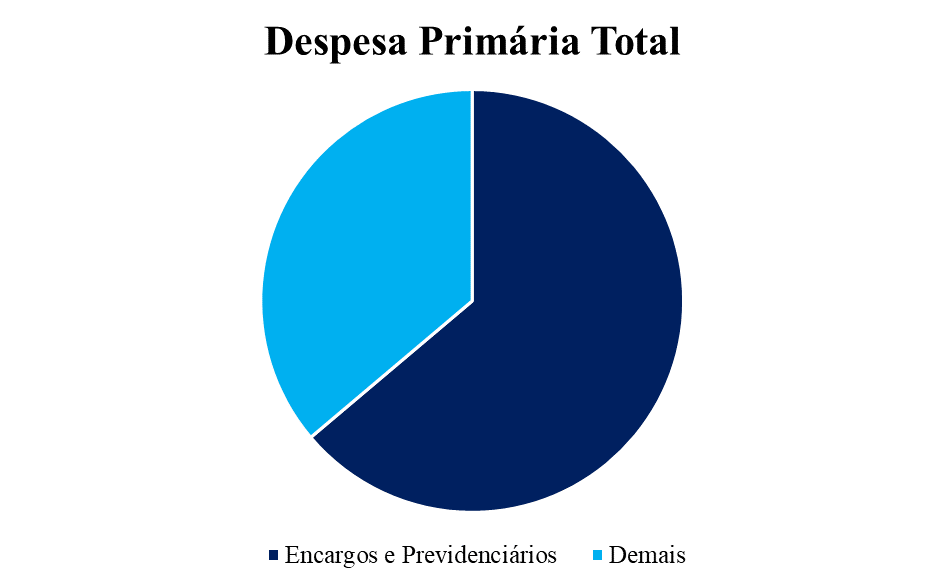 Despesa Primária Total
Encargos e Previdenciários
Demais